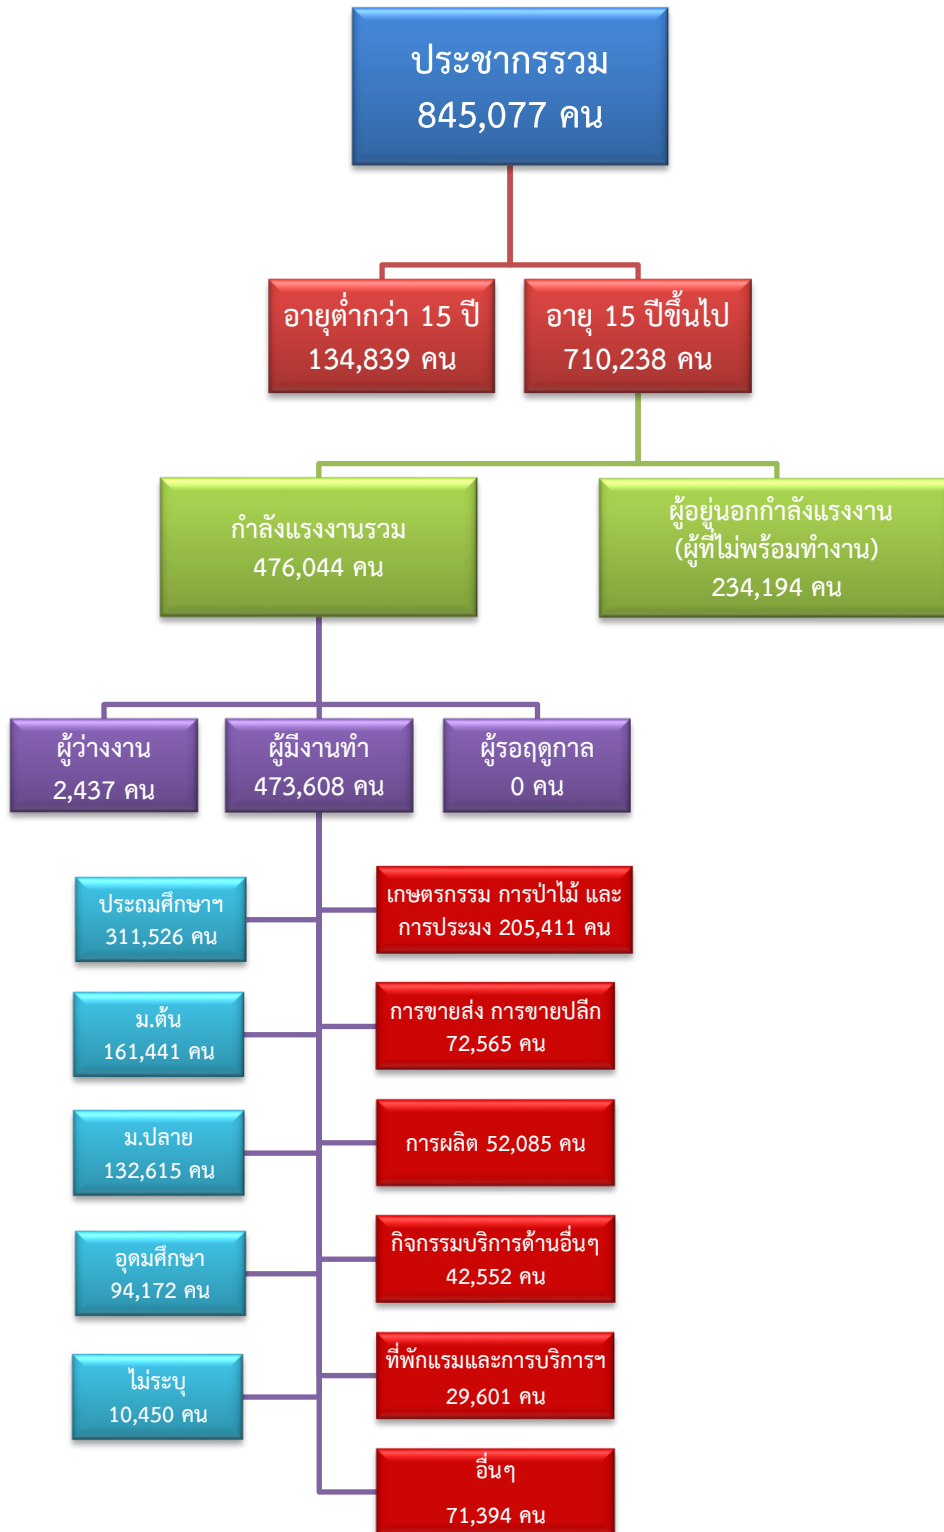 ประชากรรวม
845,077 คน
อายุต่ำกว่า 15 ปี
134,839 คน
อายุ 15 ปีขึ้นไป
710,238 คน
กำลังแรงงานรวม
476,044 คน
ผู้อยู่นอกกำลังแรงงาน
(ผู้ที่ไม่พร้อมทำงาน)
234,194 คน
ผู้ว่างงาน
2,437 คน
ผู้มีงานทำ
473,608 คน
ผู้รอฤดูกาล
0 คน
ประถมศึกษาฯ
311,526 คน
ม.ต้น
161,441 คน
ม.ปลาย
132,615 คน
อุดมศึกษา
94,172 คน
ไม่ระบุ
10,450 คน
เกษตรกรรม การป่าไม้ และ
การประมง 205,411 คน
การขายส่ง การขายปลีก
72,565 คน
การผลิต 52,085 คน
กิจกรรมบริการด้านอื่นๆ
42,552 คน
ที่พักแรมและการบริการฯ
29,601 คน
อื่นๆ
71,394 คน